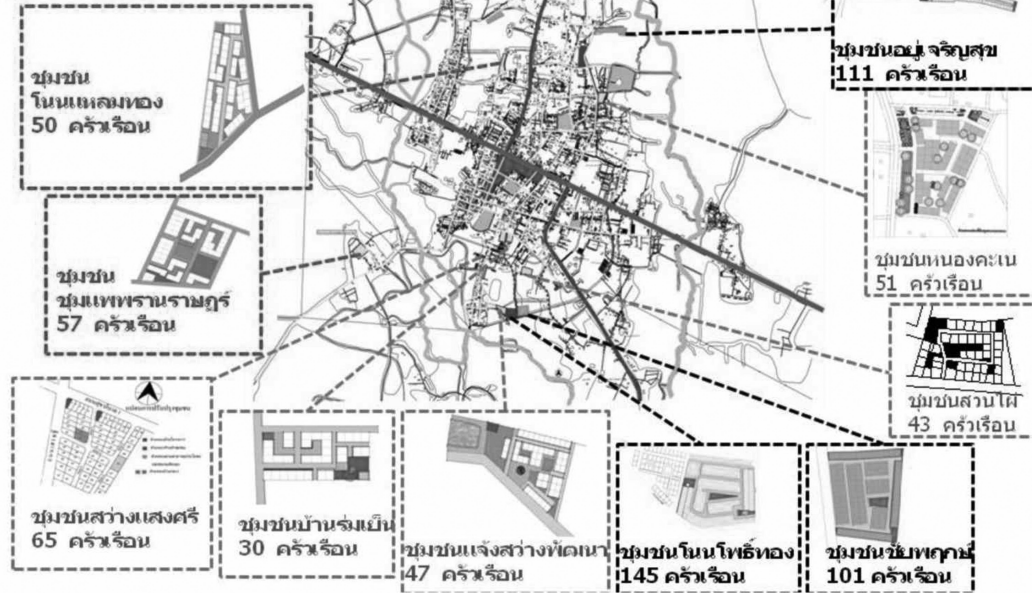 ชุมชนอยู่เจริญสุข
111 ครัวเรือน
ชุมชน
โนนแหลมทอง
50 ครัวเรือน
ชุมชนหนองคะเน
51 ครัวเรือน
ชุมชน
ชุมแพพรานราษฎร์
57 ครัวเรือน
ชุมชนสวนไผ่
43 ครัวเรือน
ชุมชนสว่างแสงศรี
65 ครัวเรือน
ชุมชนบ้านร่มเย็น
30 ครัวเรือน
ชุมชนแจ้งสว่างพัฒนา
47 ครัวเรือน
ชุมชนโนนโพธิ์ทอง
145 ครัวเรือน
ชุมชนชัยพฤกษ์
101 ครัวเรือน